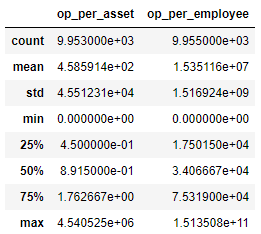 op_per_asset op_per_employee
count 9.953000e+03 9.955000e+03
mean 4.585914e+02 1.535116e+07
std 4.551231e+04 1.516924e+09
min 0.000000e+00 0.000000e+00
25% 4.500000e-01 1.750150e+04
50% 8.915000e-01 3.406667e+04
75% 1.762667e+00 7.531900e+04
max 4.540525e+06 1.513508e+11